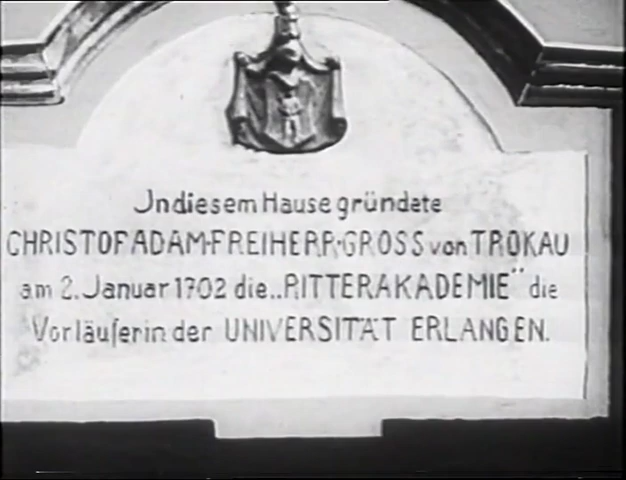 Jn diesem Hause gründete
CHRISTOF ADAM·FREIHERR·GROSS von TROKAU
am 2. Januar 1702 die „RITTERAKADEMIE" die
Vorläuferin der UNIVERSITÄT ERLANGEN.